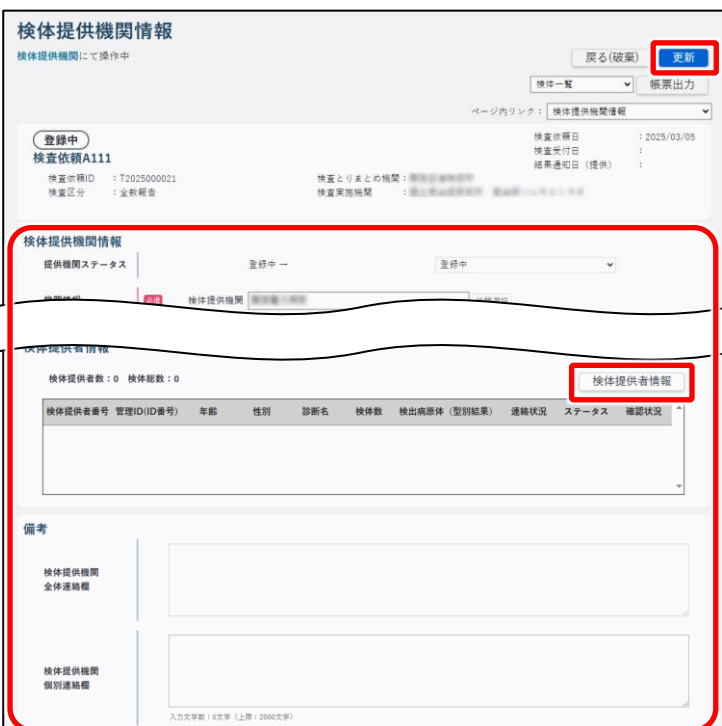 検体提供機関情報
検体提供機関にて操作中
戻る(破棄) 更新
検体一覧 帳票出力
ページ内リンク： 検体提供機関情報
登録中
検査依頼A111
検査依頼ID ：T2025000021
検査区分 ：全数報告
検査とりまとめ機関：
検査実施機関 ：
検査依頼日 ：2025/03/05
検査受付日 ：
結果通知日（提供） ：
検体提供機関情報
提供機関ステータス 登録中 → 登録中
検体提供機関
検体提供者情報
検体提供者数：0 検体総数：0
検体提供者情報
検体提供者番号 管理ID(ID番号) 年齢 性別 診断名 検体数 検出病原体（型別結果） 連絡状況 ステータス 確認状況
備考
検体提供機関
全体連絡欄
検体提供機関
個別連絡欄
入力文字数：0文字（上限：2000文字）